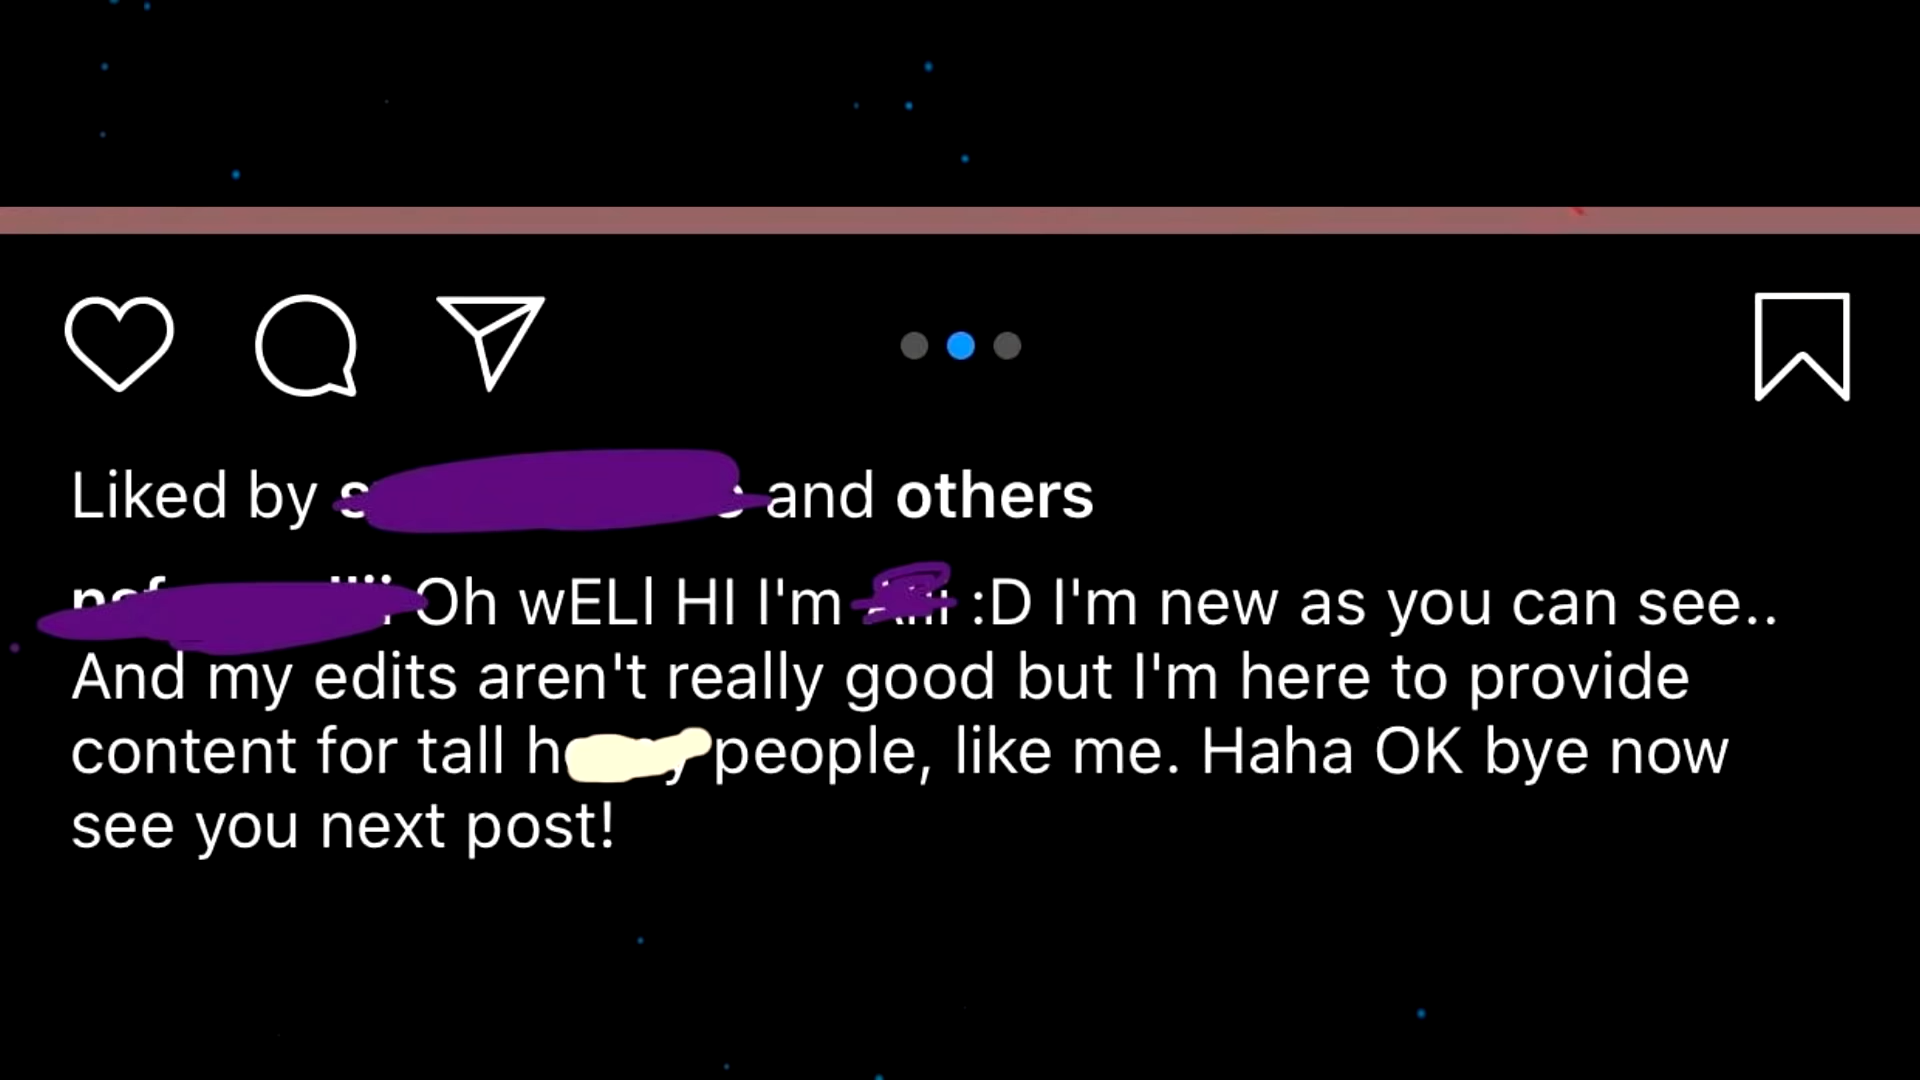 Liked by and others
Oh wELl HI I'm :D I'm new as you can see..
And my edits aren't really good but I'm here to provide
content for tall people, like me. Haha OK bye now
see you next post!